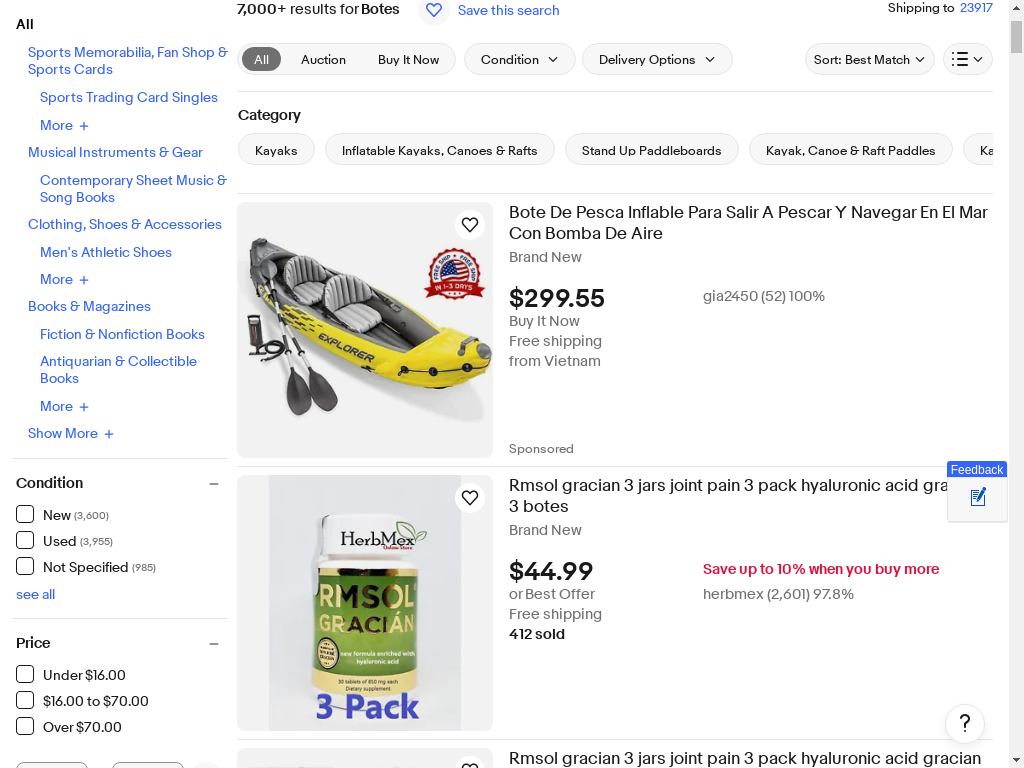 7,000+ results for Botes
Save this search
Shipping to 23917
All
Sports Memorabilia, Fan Shop &
Sports Cards
Sports Trading Card Singles
More +
Musical Instruments & Gear
Contemporary Sheet Music &
Song Books
Clothing, Shoes & Accessories
Men's Athletic Shoes
More +
Books & Magazines
Fiction & Nonfiction Books
Antiquarian & Collectible
Books
More +
Show More +
Condition
New (3,600)
Used (3,955)
Not Specified (985)
see all
Price
Under $16.00
$16.00 to $70.00
Over $70.00
All
Auction
Buy It Now
Condition
Delivery Options
Sort: Best Match
Category
Kayaks
Inflatable Kayaks, Canoes & Rafts
Stand Up Paddleboards
Kayak, Canoe & Raft Paddles
Ka
FREE SHIP ★ FREE SHIP
IN 1-3 DAYS
EXPLORER
Bote De Pesca Inflable Para Salir A Pescar Y Navegar En El Mar
Con Bomba De Aire
Brand New
$299.55
gia2450 (52) 100%
Buy It Now
Free shipping
from Vietnam
Sponsored
HerbMex
Online Store
RMSOL
GRACIÁN
new formula enriched with
hyaluronic acid
30 tablets of 850 mg each
Dietary supplement
3 Pack
Rmsol gracian 3 jars joint pain 3 pack hyaluronic acid gra
3 botes
Brand New
$44.99
Save up to 10% when you buy more
or Best Offer
herbmex (2,601) 97.8%
Free shipping
412 sold
Feedback
?
Rmsol gracian 3 jars joint pain 3 pack hyaluronic acid gracian